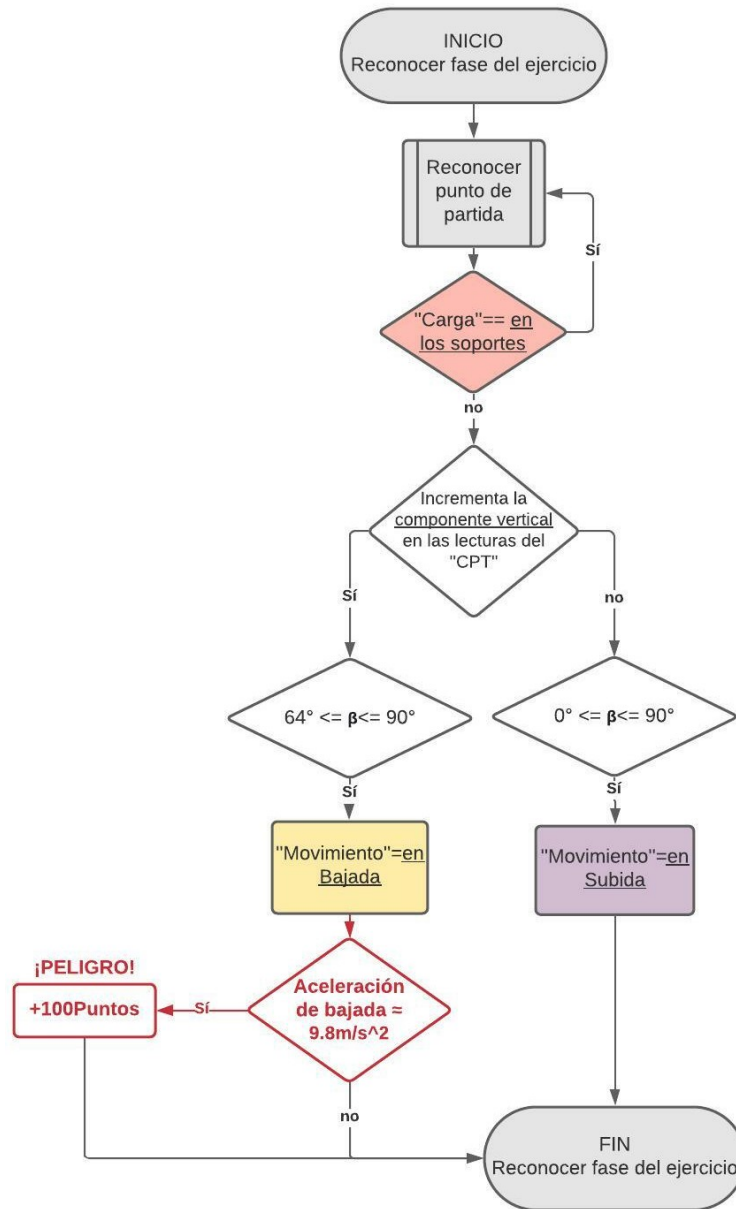 INICIO
Reconocer fase del ejercicio
Reconocer
punto de
partida
Sí
"Carga"== en
los soportes
no
Incrementa la
componente vertical
en las lecturas del
"CPT"
Sí
no
64° <= β<= 90°
0° <= β<= 90°
Sí
Sí
"Movimiento"=en
Bajada
"Movimiento"=en
Subida
¡PELIGRO!
+100Puntos
Sí
Aceleración
de bajada =
9.8m/s^2
no
FIN
Reconocer fase del ejercicio